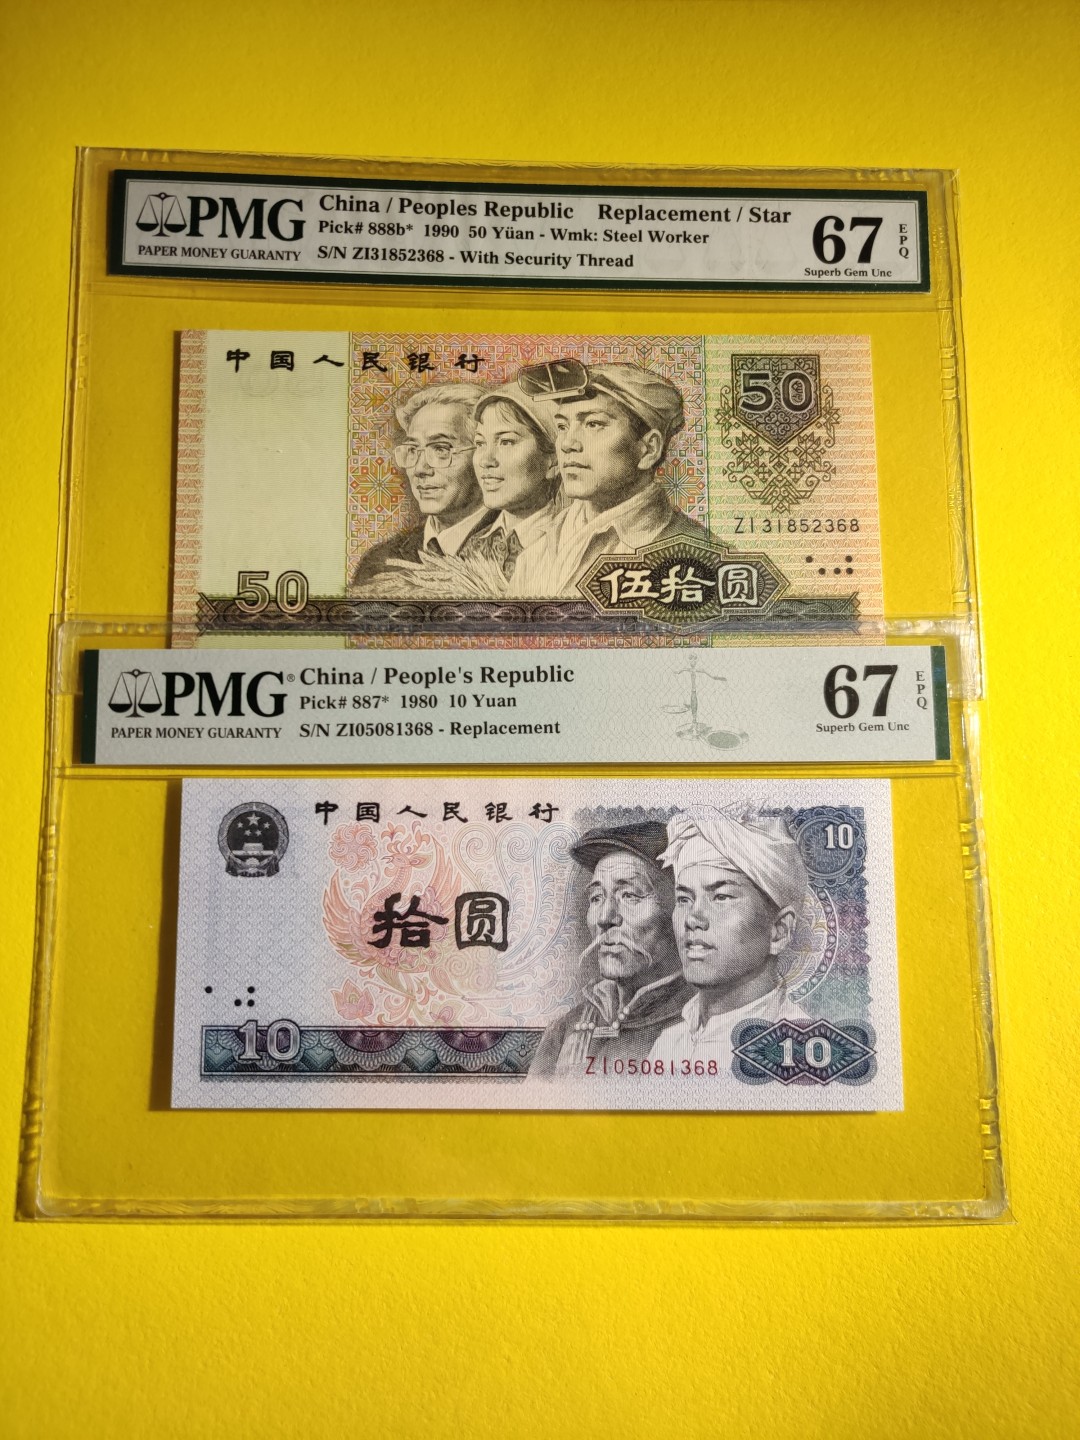 PMG
PAPER MONEY GUARANTY
China / Peoples Republic Replacement / Star
Pick# 888b* 1990 50 Yüan - Wmk: Steel Worker
S/N ZI31852368 - With Security Thread
67
EPQ
Superb Gem Unc
中国人民银行
50
ZI31852368
50
伍拾圆
PMG®
PAPER MONEY GUARANTY
China / People's Republic
Pick# 887* 1980 10 Yuan
S/N ZI05081368 - Replacement
67
EPQ
Superb Gem Unc
中国人民银行
10
拾圆
10
ZI05081368
10